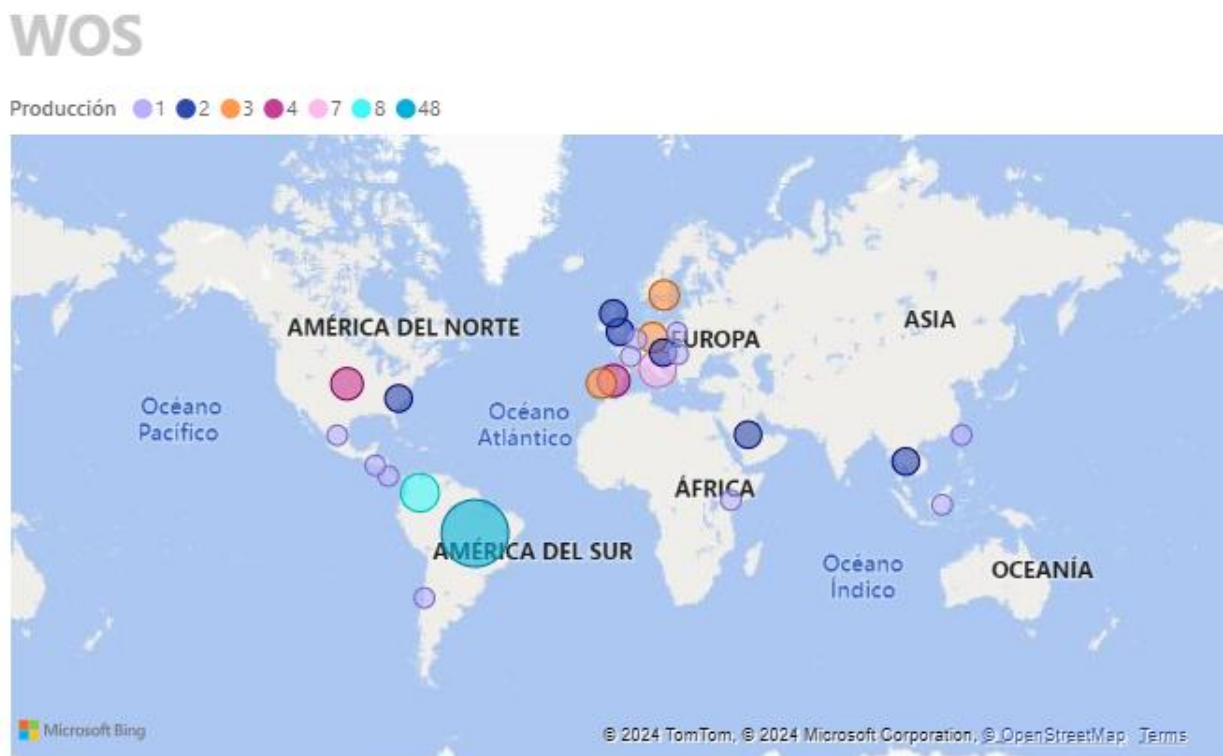 WOS
Producción 1 2 3 4 7 8 48
AMÉRICA DEL NORTE
EUROPA
ASIA
Océano
Pacífico
Océano
Atlántico
ÁFRICA
AMÉRICA DEL SUR
Océano
Índico
OCEANÍA
Microsoft Bing
© 2024 TomTom, © 2024 Microsoft Corporation, © OpenStreetMap Terms